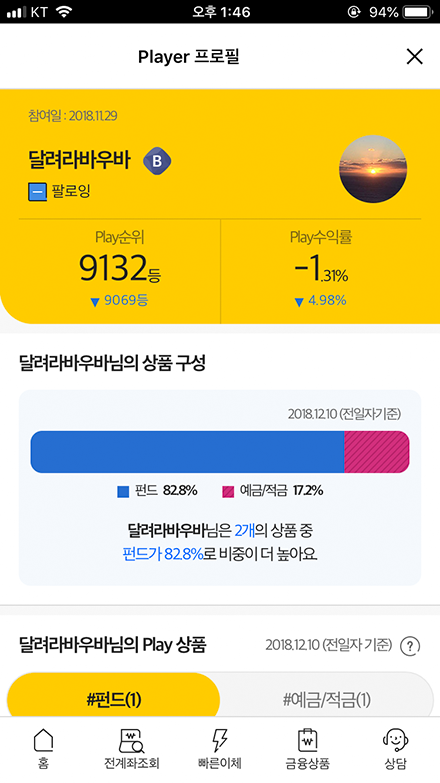 KT 오후 1:46 94%
Player 프로필
참여일 : 2018.11.29
달려라바우바 B
팔로잉
Play순위 Play수익률
9132등 -1.31%
▼ 9069등 ▼ 4.98%
달려라바우바님의 상품 구성
2018.12.10 (전일자기준)
펀드 82.8% 예금/적금 17.2%
달려라바우바님은 2개의 상품 중
펀드가 82.8%로 비중이 더 높아요.
달려라바우바님의 Play 상품 2018.12.10 (전일자 기준) ?
#펀드(1) #예금/적금(1)
홈 전계좌조회 빠른이체 금융상품 상담